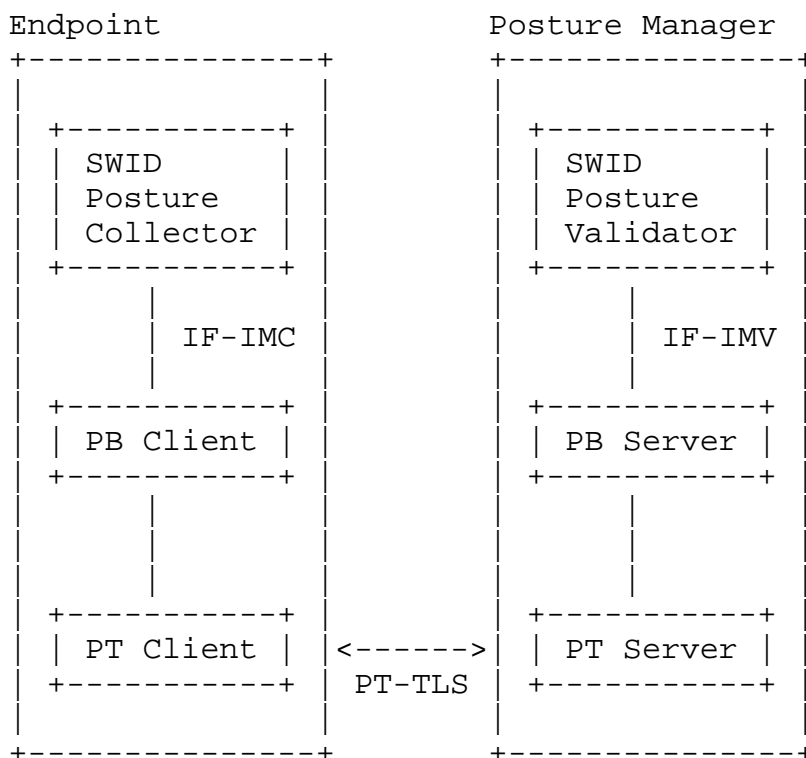 Endpoint Posture Manager
SWID SWID
Posture Posture
Collector Validator
IF-IMC IF-IMV
PB Client PB Server
PT Client <------> PT Server
PT-TLS